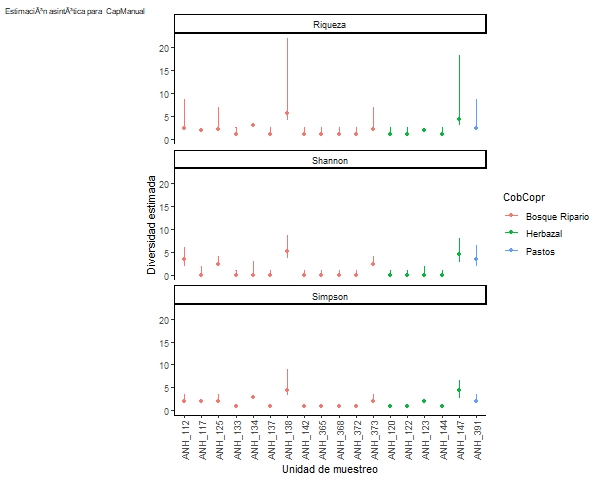 EstimaciÃ³n asintÃ³tica para CapManual
Riqueza
20
15
10
5
0
Shannon
20
15
10
5
0
Simpson
20
15
10
5
0
Diversidad estimada
ANH_112
ANH_117
ANH_125
ANH_133
ANH_134
ANH_137
ANH_138
ANH_142
ANH_365
ANH_368
ANH_372
ANH_373
ANH_120
ANH_122
ANH_123
ANH_144
ANH_147
ANH_391
Unidad de muestreo
CobCopr
Bosque Ripario
Herbazal
Pastos